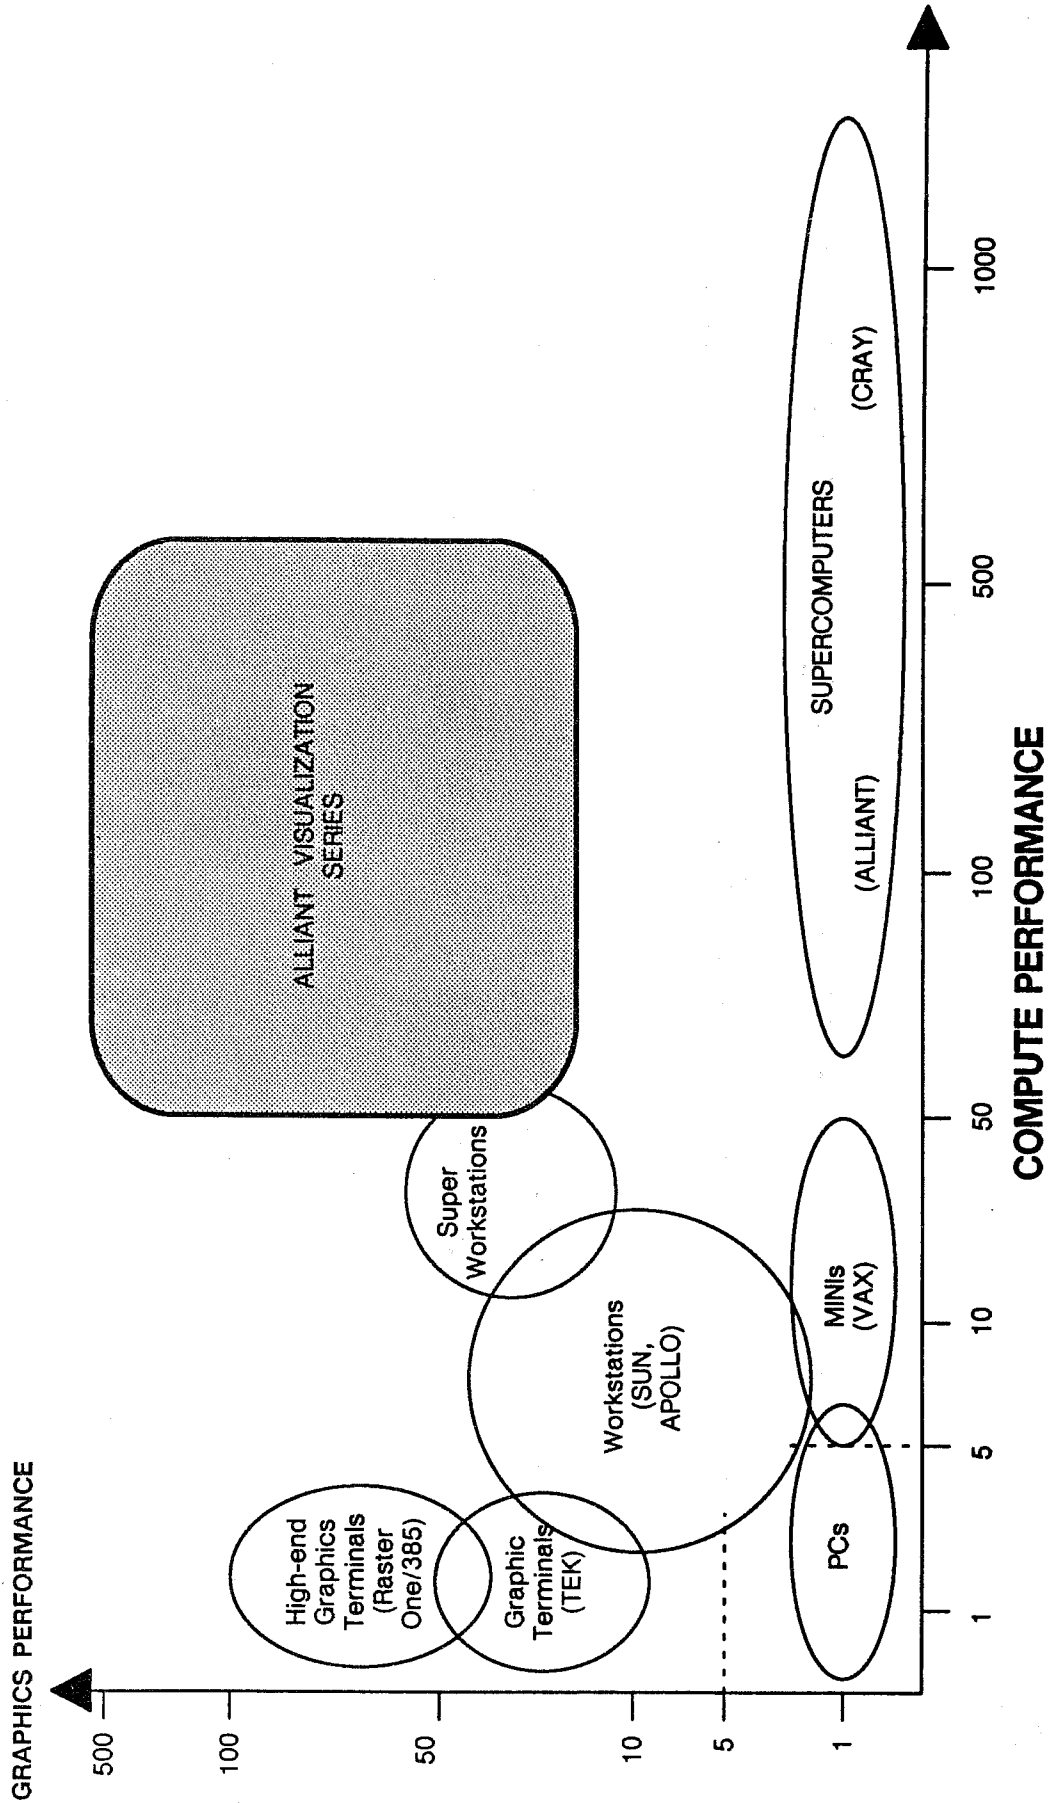 GRAPHICS PERFORMANCE
500
100
50
10
5
1
High-end
Graphics
Terminals
(Raster
One/385)
Graphic
Terminals
(TEK)
Workstations
(SUN,
APOLLO)
Super
Workstations
ALLIANT VISUALIZATION
SERIES
PCs
MINIs
(VAX)
SUPERCOMPUTERS
(ALLIANT)
(CRAY)
1
5
10
50
100
500
1000
COMPUTE PERFORMANCE